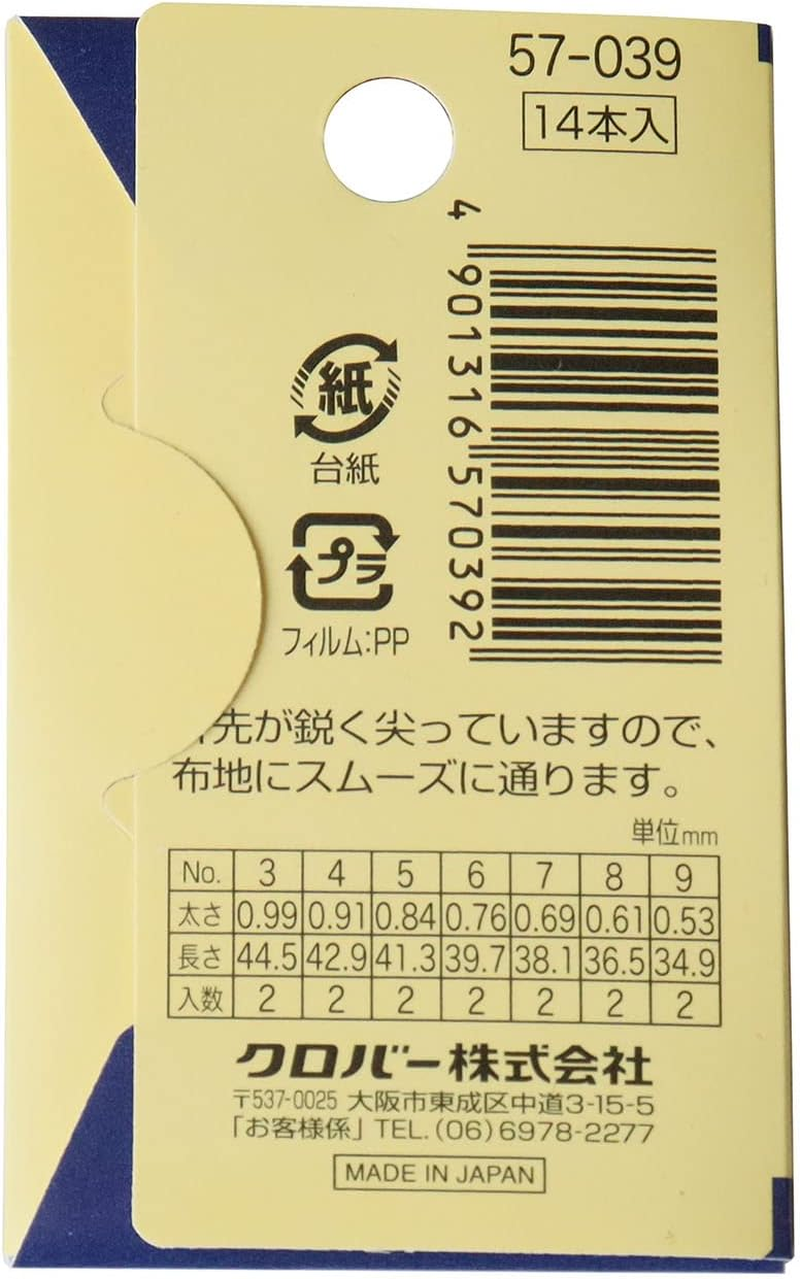 57-039
14本入
4 901316 570392
紙
台紙
プラ
フィルム:PP
先が鋭く尖っていますので、
布地にスムーズに通ります。
単位mm
No. 3 4 5 6 7 8 9
太さ 0.99 0.91 0.84 0.76 0.69 0.61 0.53
長さ 44.5 42.9 41.3 39.7 38.1 36.5 34.9
入数 2 2 2 2 2 2 2
クロバー株式会社
〒537-0025 大阪市東成区中道3-15-5
「お客様係」TEL.(06)6978-2277
MADE IN JAPAN